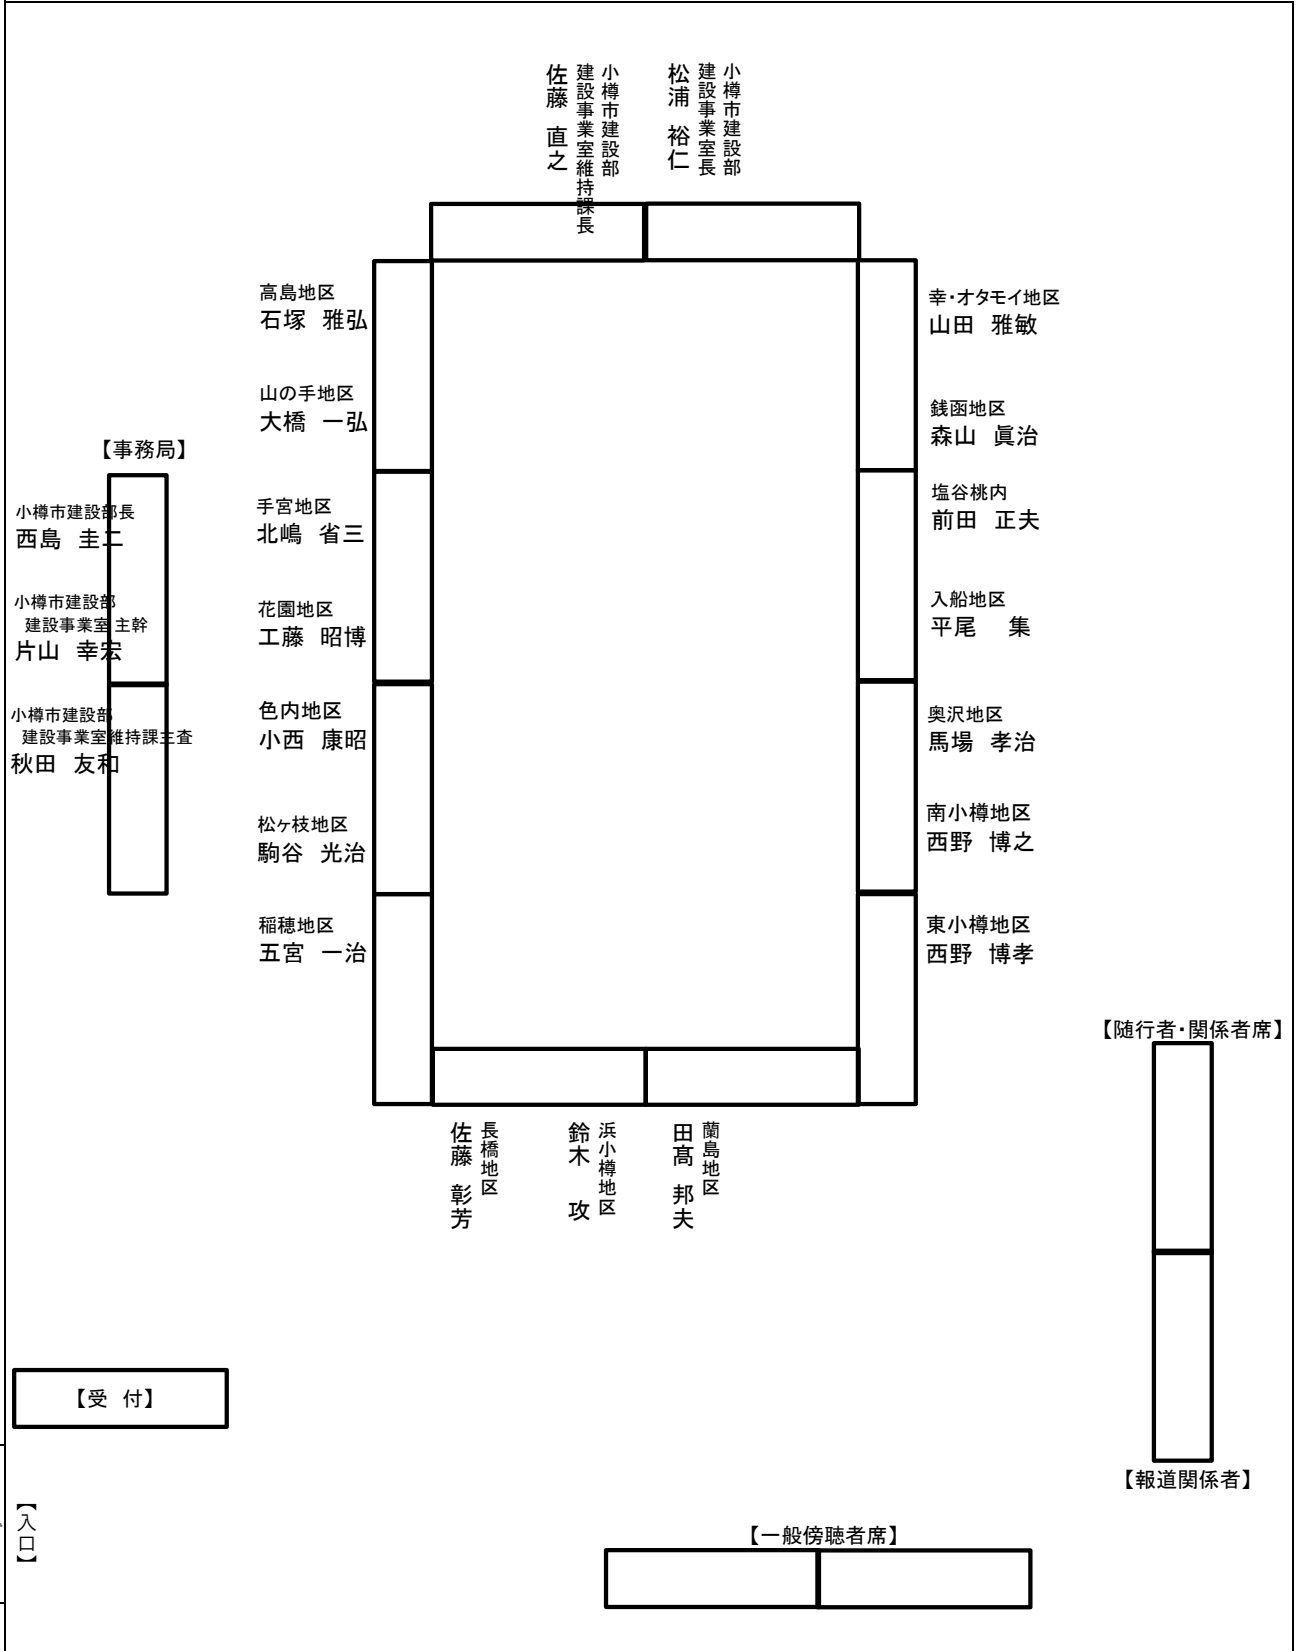 小樽市建設部
建設事業室長
松浦 裕仁
小樽市建設部
建設事業室維持課長
佐藤 直之
高島地区
石塚 雅弘
山の手地区
大橋 一弘
手宮地区
北嶋 省三
花園地区
工藤 昭博
色内地区
小西 康昭
松ヶ枝地区
駒谷 光治
稲穂地区
五宮 一治
幸・オタモイ地区
山田 雅敏
銭函地区
森山 眞治
塩谷桃内
前田 正夫
入船地区
平尾 集
奥沢地区
馬場 孝治
南小樽地区
西野 博之
東小樽地区
西野 博孝
【事務局】
小樽市建設部長
西島 圭二
小樽市建設部
建設事業室主幹
片山 幸宏
小樽市建設部
建設事業室維持課主査
秋田 友和
蘭島地区
田髙 邦夫
浜小樽地区
鈴木 攻
長橋地区
佐藤 彰芳
【随行者・関係者席】
【報道関係者】
【受 付】
【入口】
【一般傍聴者席】